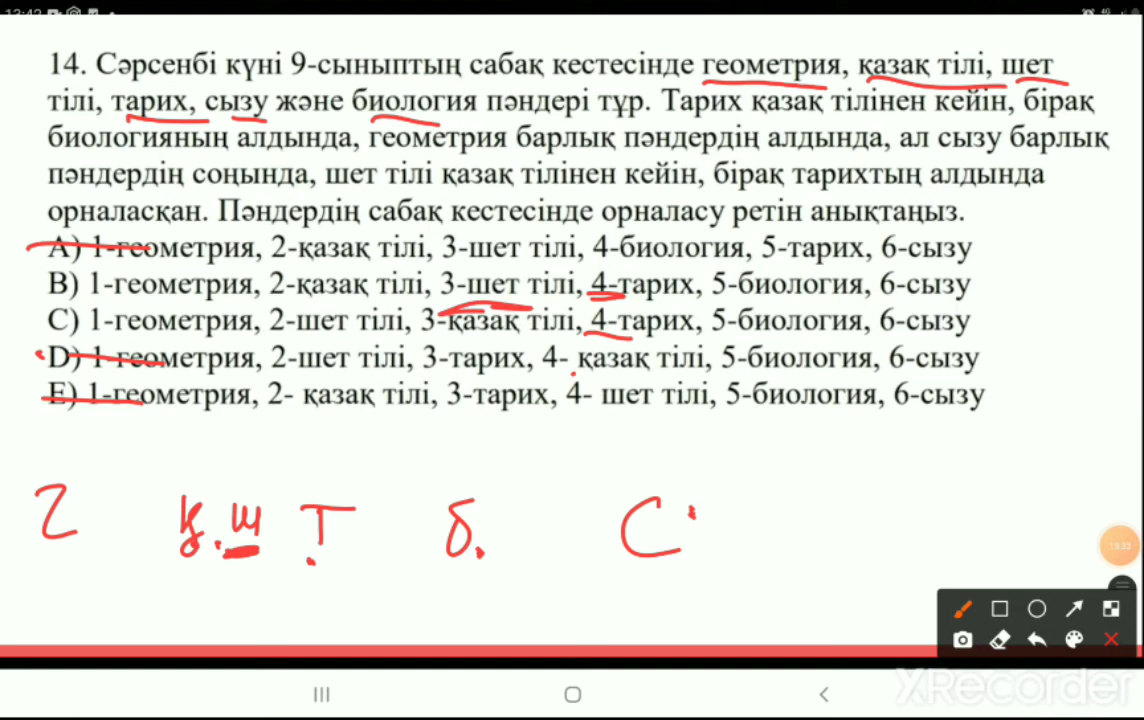 13:42
4G
14. Сәрсенбі күні 9-сыныптың сабақ кестесінде геометрия, қазақ тілі, шет
тілі, тарих, сызу және биология пәндері тұр. Тарих қазақ тілінен кейін, бірақ
биологияның алдында, геометрия барлық пәндердің алдында, ал сызу барлық
пәндердің соңында, шет тілі қазақ тілінен кейін, бірақ тарихтың алдында
орналасқан. Пәндердің сабақ кестесінде орналасу ретін анықтаңыз.
A) 1-геометрия, 2-қазақ тілі, 3-шет тілі, 4-биология, 5-тарих, 6-сызу
B) 1-геометрия, 2-қазақ тілі, 3-шет тілі, 4-тарих, 5-биология, 6-сызу
C) 1-геометрия, 2-шет тілі, 3-қазақ тілі, 4-тарих, 5-биология, 6-сызу
D) 1-геометрия, 2-шет тілі, 3-тарих, 4- қазақ тілі, 5-биология, 6-сызу
E) 1-геометрия, 2- қазақ тілі, 3-тарих, 4- шет тілі, 5-биология, 6-сызу
г қ. ш т б. С
XRecorder